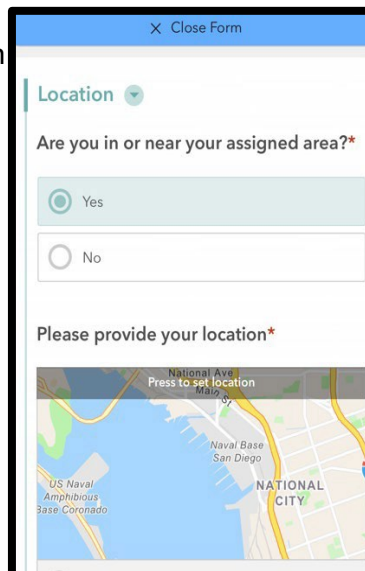 X Close Form
Location
Are you in or near your assigned area?*
Yes
No
Please provide your location*
National Ave
Press to set location
Main St
Naval Base
San Diego
US Naval
Amphibious
Base Coronado
NATIONAL
CITY